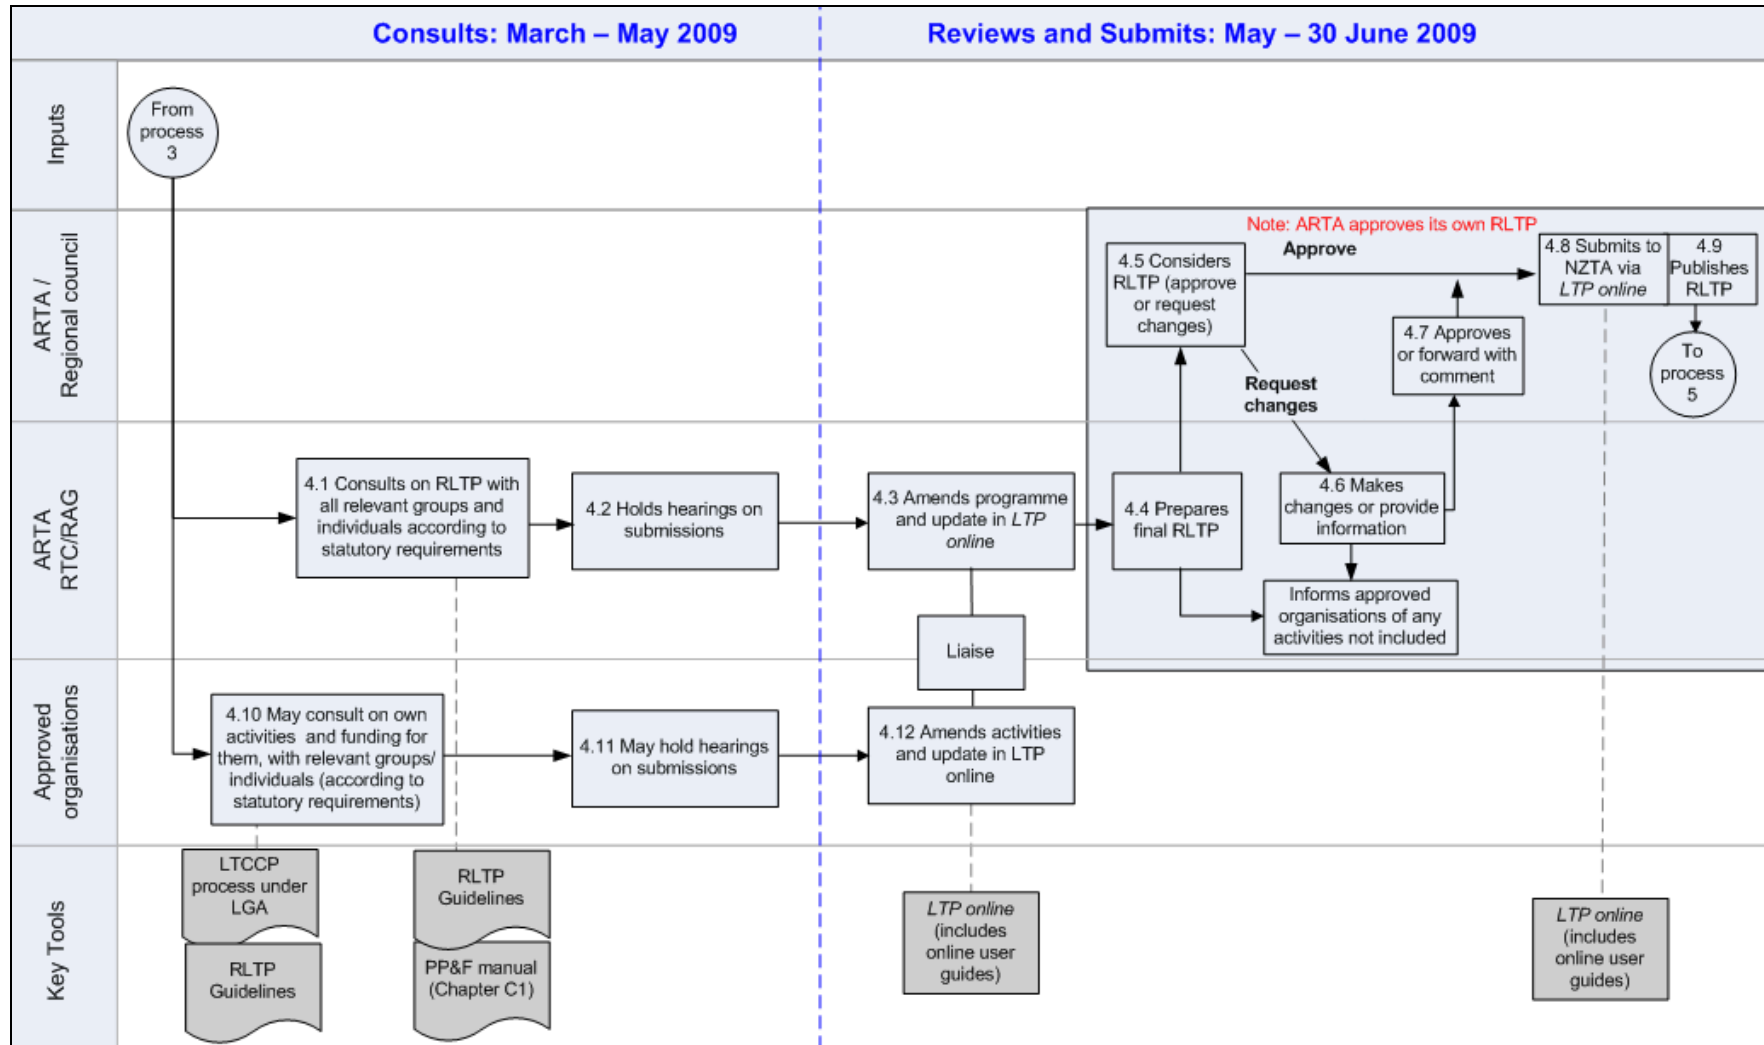 Consults: March – May 2009
Reviews and Submits: May – 30 June 2009
Inputs
From
process
3
ARTA /
Regional council
Note: ARTA approves its own RLTP
Approve
4.5 Considers
RLTP (approve
or request
changes)
4.8 Submits to
NZTA via
LTP online
4.9
Publishes
RLTP
4.7 Approves
or forward with
comment
To
process
5
Request
changes
ARTA
RTC/RAG
4.1 Consults on RLTP with
all relevant groups and
individuals according to
statutory requirements
4.2 Holds hearings on
submissions
4.3 Amends programme
and update in LTP
online
4.4 Prepares
final RLTP
4.6 Makes
changes or provide
information
Informs approved
organisations of any
activities not included
Liaise
Approved
organisations
4.10 May consult on own
activities and funding for
them, with relevant groups/
individuals (according to
statutory requirements)
4.11 May hold hearings
on submissions
4.12 Amends activities
and update in LTP
online
Key Tools
LTCCP
process under
LGA
RLTP
Guidelines
RLTP
Guidelines
PP&F manual
(Chapter C1)
LTP online
(includes
online user
guides)
LTP online
(includes
online user
guides)